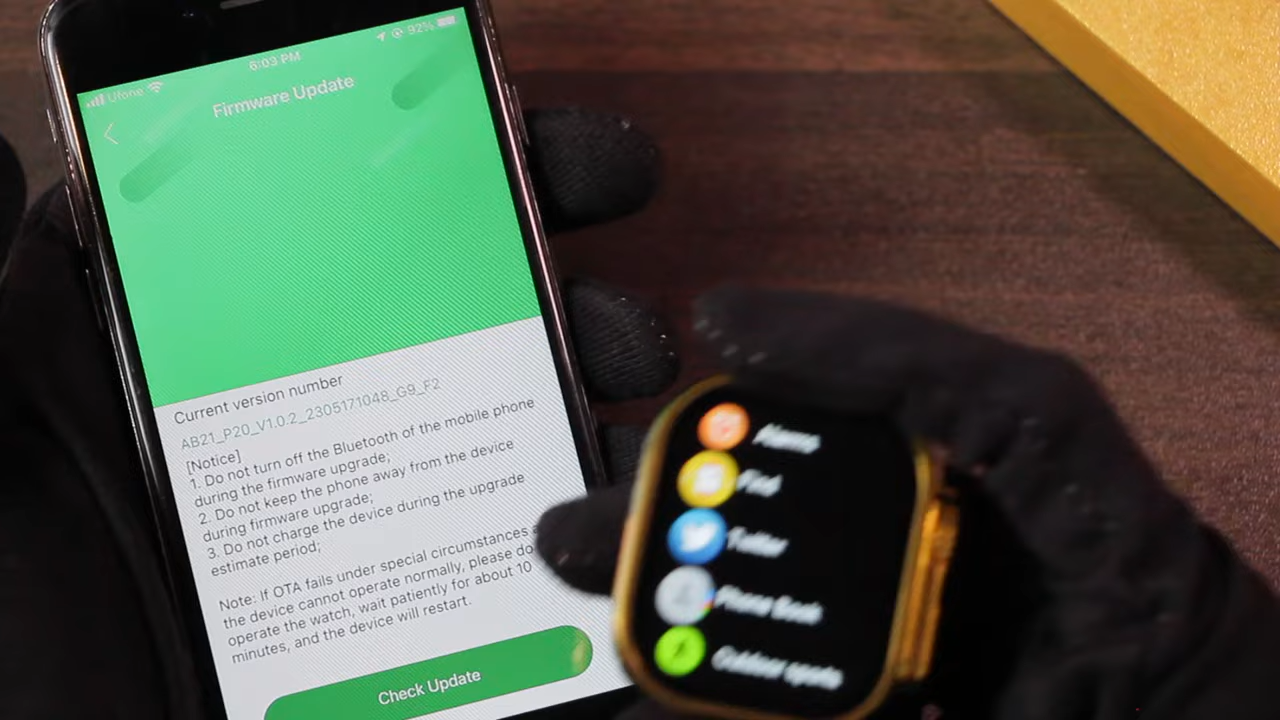 Ufone
6:03 PM
92%
Firmware Update
Current version number
AB21_P20_V1.0.2_2305171048_G9_F2
[Notice]
1. Do not turn off the Bluetooth of the mobile phone
during the firmware upgrade;
2. Do not keep the phone away from the device
during firmware upgrade;
3. Do not charge the device during the upgrade
estimate period;
Note: If OTA fails under special circumstances
the device cannot operate normally, please do
operate the watch, wait patiently for about 10
minutes, and the device will restart.
Check Update
Find
Twitter
Phone Book
Outdoor sports